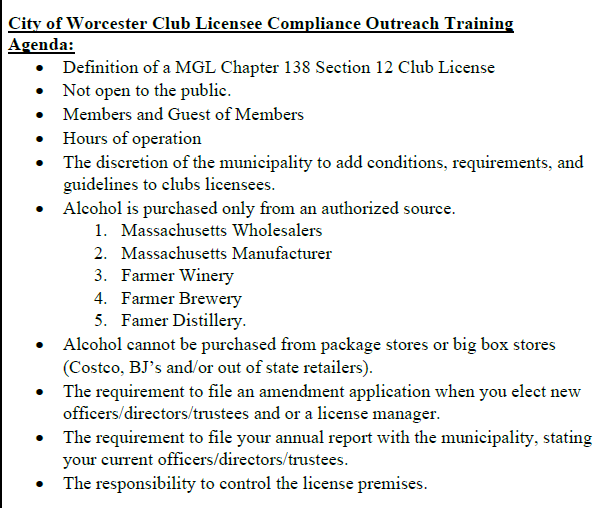 City of Worcester Club Licensee Compliance Outreach Training
Agenda:
• Definition of a MGL Chapter 138 Section 12 Club License
• Not open to the public.
• Members and Guest of Members
• Hours of operation
• The discretion of the municipality to add conditions, requirements, and
guidelines to clubs licensees.
• Alcohol is purchased only from an authorized source.
1. Massachusetts Wholesalers
2. Massachusetts Manufacturer
3. Farmer Winery
4. Farmer Brewery
5. Famer Distillery.
• Alcohol cannot be purchased from package stores or big box stores
(Costco, BJ’s and/or out of state retailers).
• The requirement to file an amendment application when you elect new
officers/directors/trustees and or a license manager.
• The requirement to file your annual report with the municipality, stating
your current officers/directors/trustees.
• The responsibility to control the license premises.